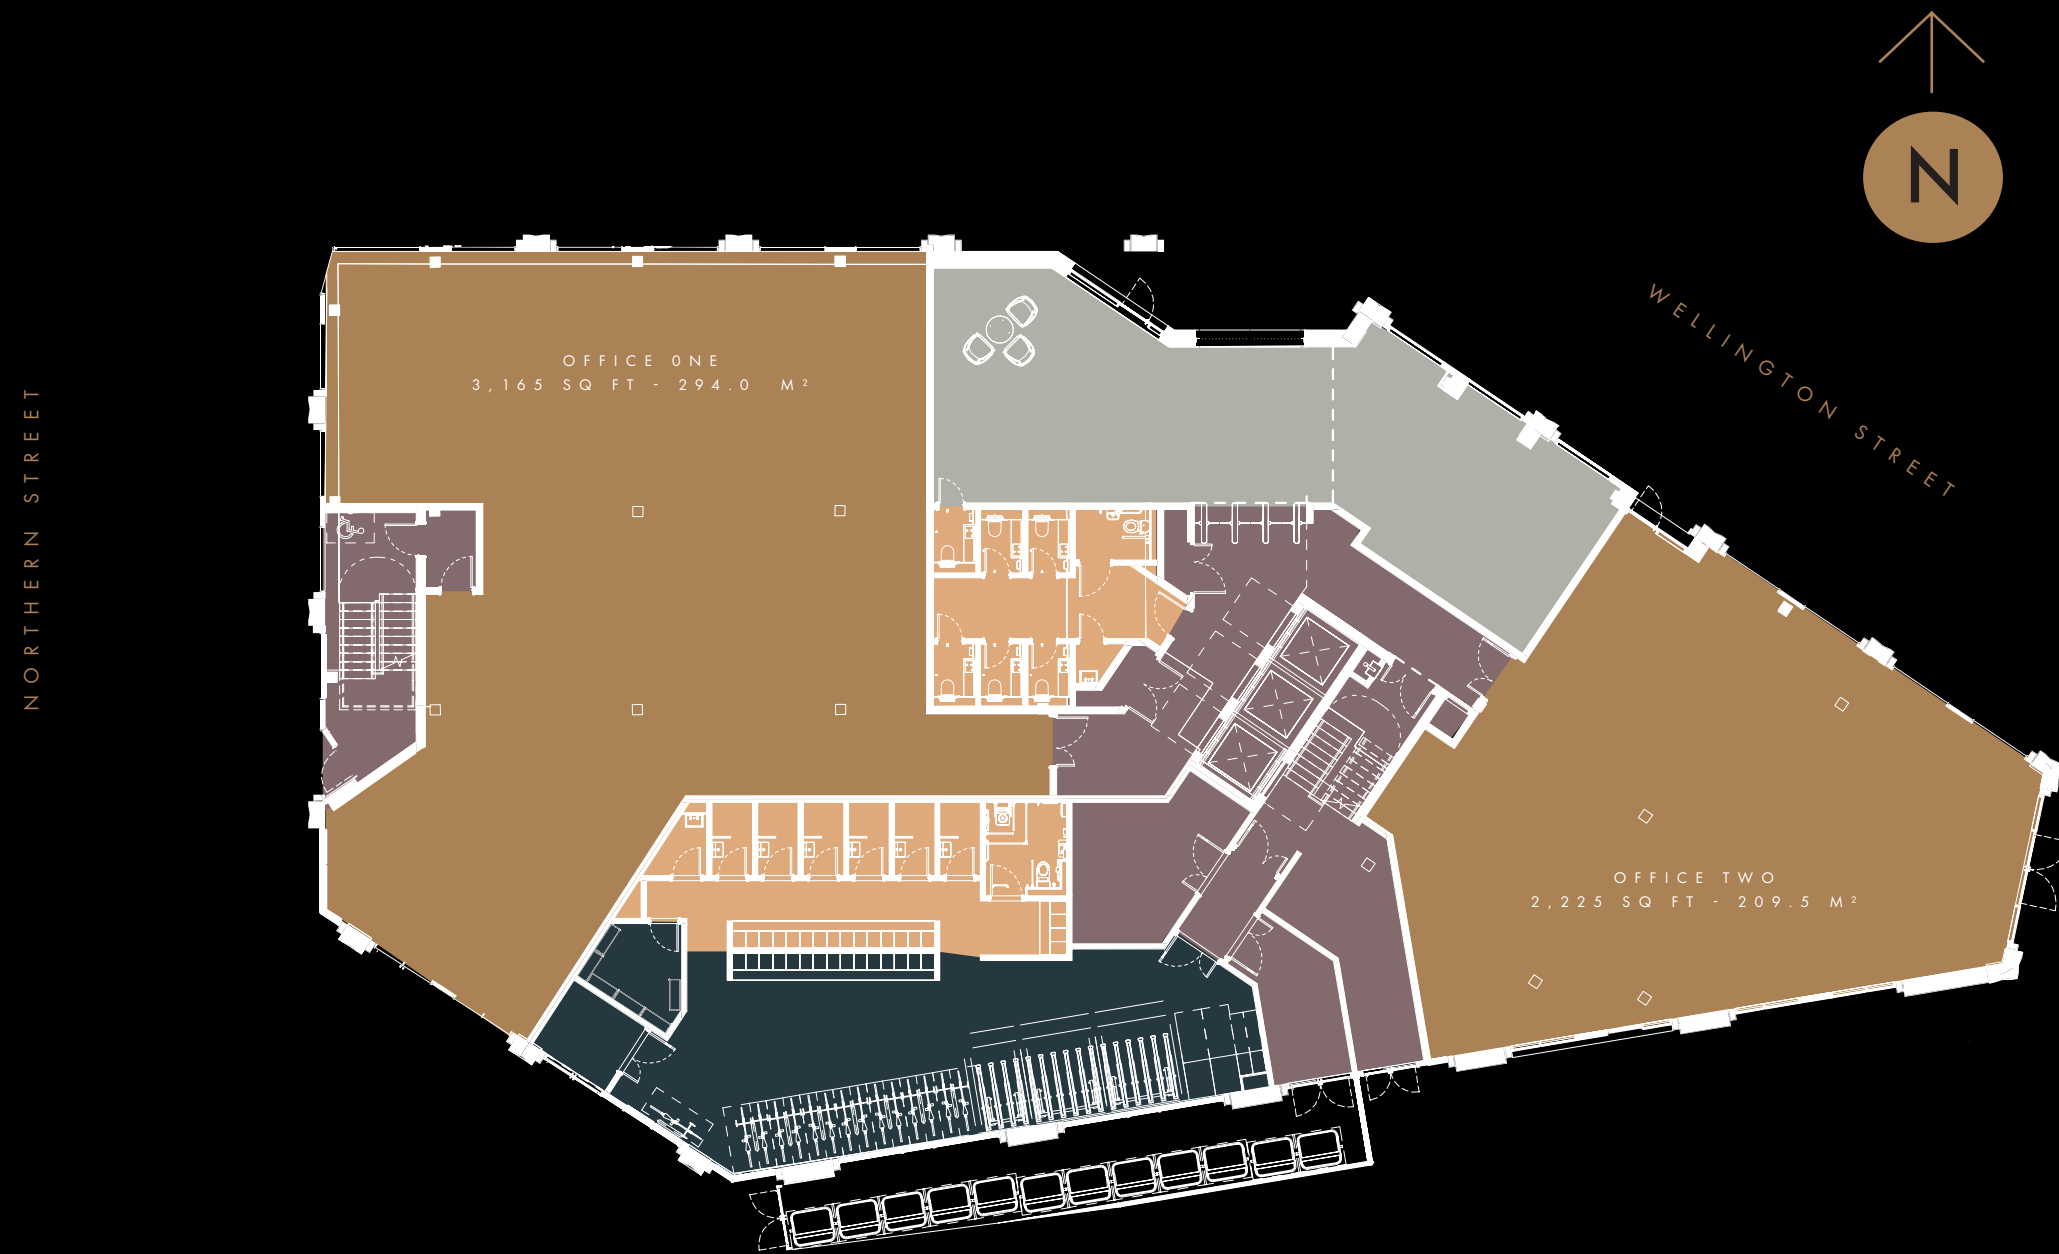 N
WELLINGTON STREET
OFFICE 0NE
3,165 SQ FT - 294.0 M²
NORTHERN STREET
OFFICE TWO
2,225 SQ FT - 209.5 M²